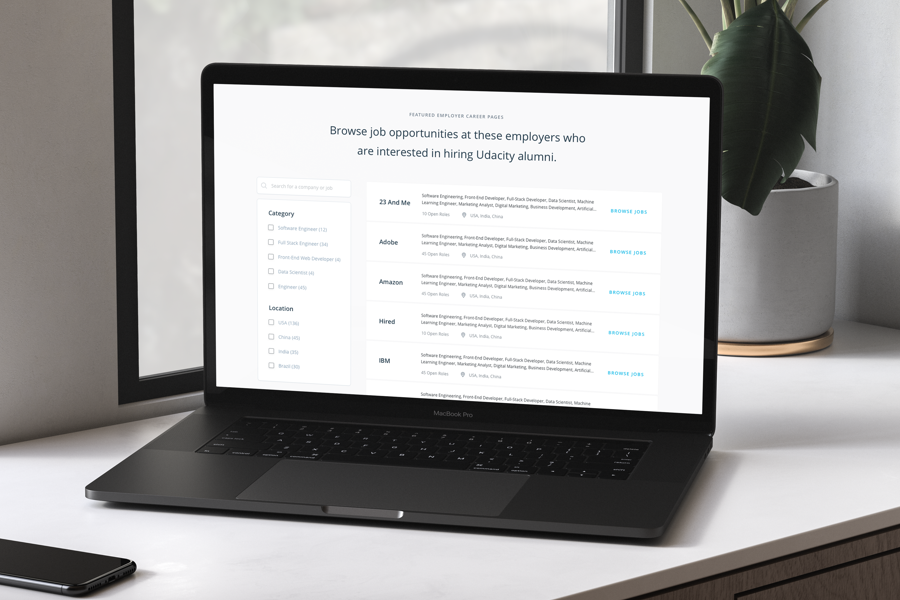 FEATURED EMPLOYER CAREER PAGES
Browse job opportunities at these employers who
are interested in hiring Udacity alumni.
Search for a company or job
Category
Software Engineer (12)
Full Stack Engineer (34)
Front-End Web Developer (4)
Data Scientist (6)
Engineer (45)
Location
USA (136)
China (45)
India (35)
Brazil (30)
23 And Me
Software Engineering, Front-End Developer, Full-Stack Developer, Data Scientist, Machine
Learning Engineer, Marketing Analyst, Digital Marketing, Business Development, Artificial...
10 Open Roles USA, India, China
BROWSE JOBS
Adobe
Software Engineering, Front-End Developer, Full-Stack Developer, Data Scientist, Machine
Learning Engineer, Marketing Analyst, Digital Marketing, Business Development, Artificial...
45 Open Roles USA, India, China
BROWSE JOBS
Amazon
Software Engineering, Front-End Developer, Full-Stack Developer, Data Scientist, Machine
Learning Engineer, Marketing Analyst, Digital Marketing, Business Development, Artificial...
45 Open Roles USA, India, China
BROWSE JOBS
Hired
Software Engineering, Front-End Developer, Full-Stack Developer, Data Scientist, Machine
Learning Engineer, Marketing Analyst, Digital Marketing, Business Development, Artificial...
10 Open Roles USA, India, China
BROWSE JOBS
IBM
Software Engineering, Front-End Developer, Full-Stack Developer, Data Scientist, Machine
Learning Engineer, Marketing Analyst, Digital Marketing, Business Development, Artificial...
45 Open Roles USA, India, China
BROWSE JOBS
Software Engineering, Front-End Developer, Full-Stack Developer, Data Scientist, Machine
MacBook Pro